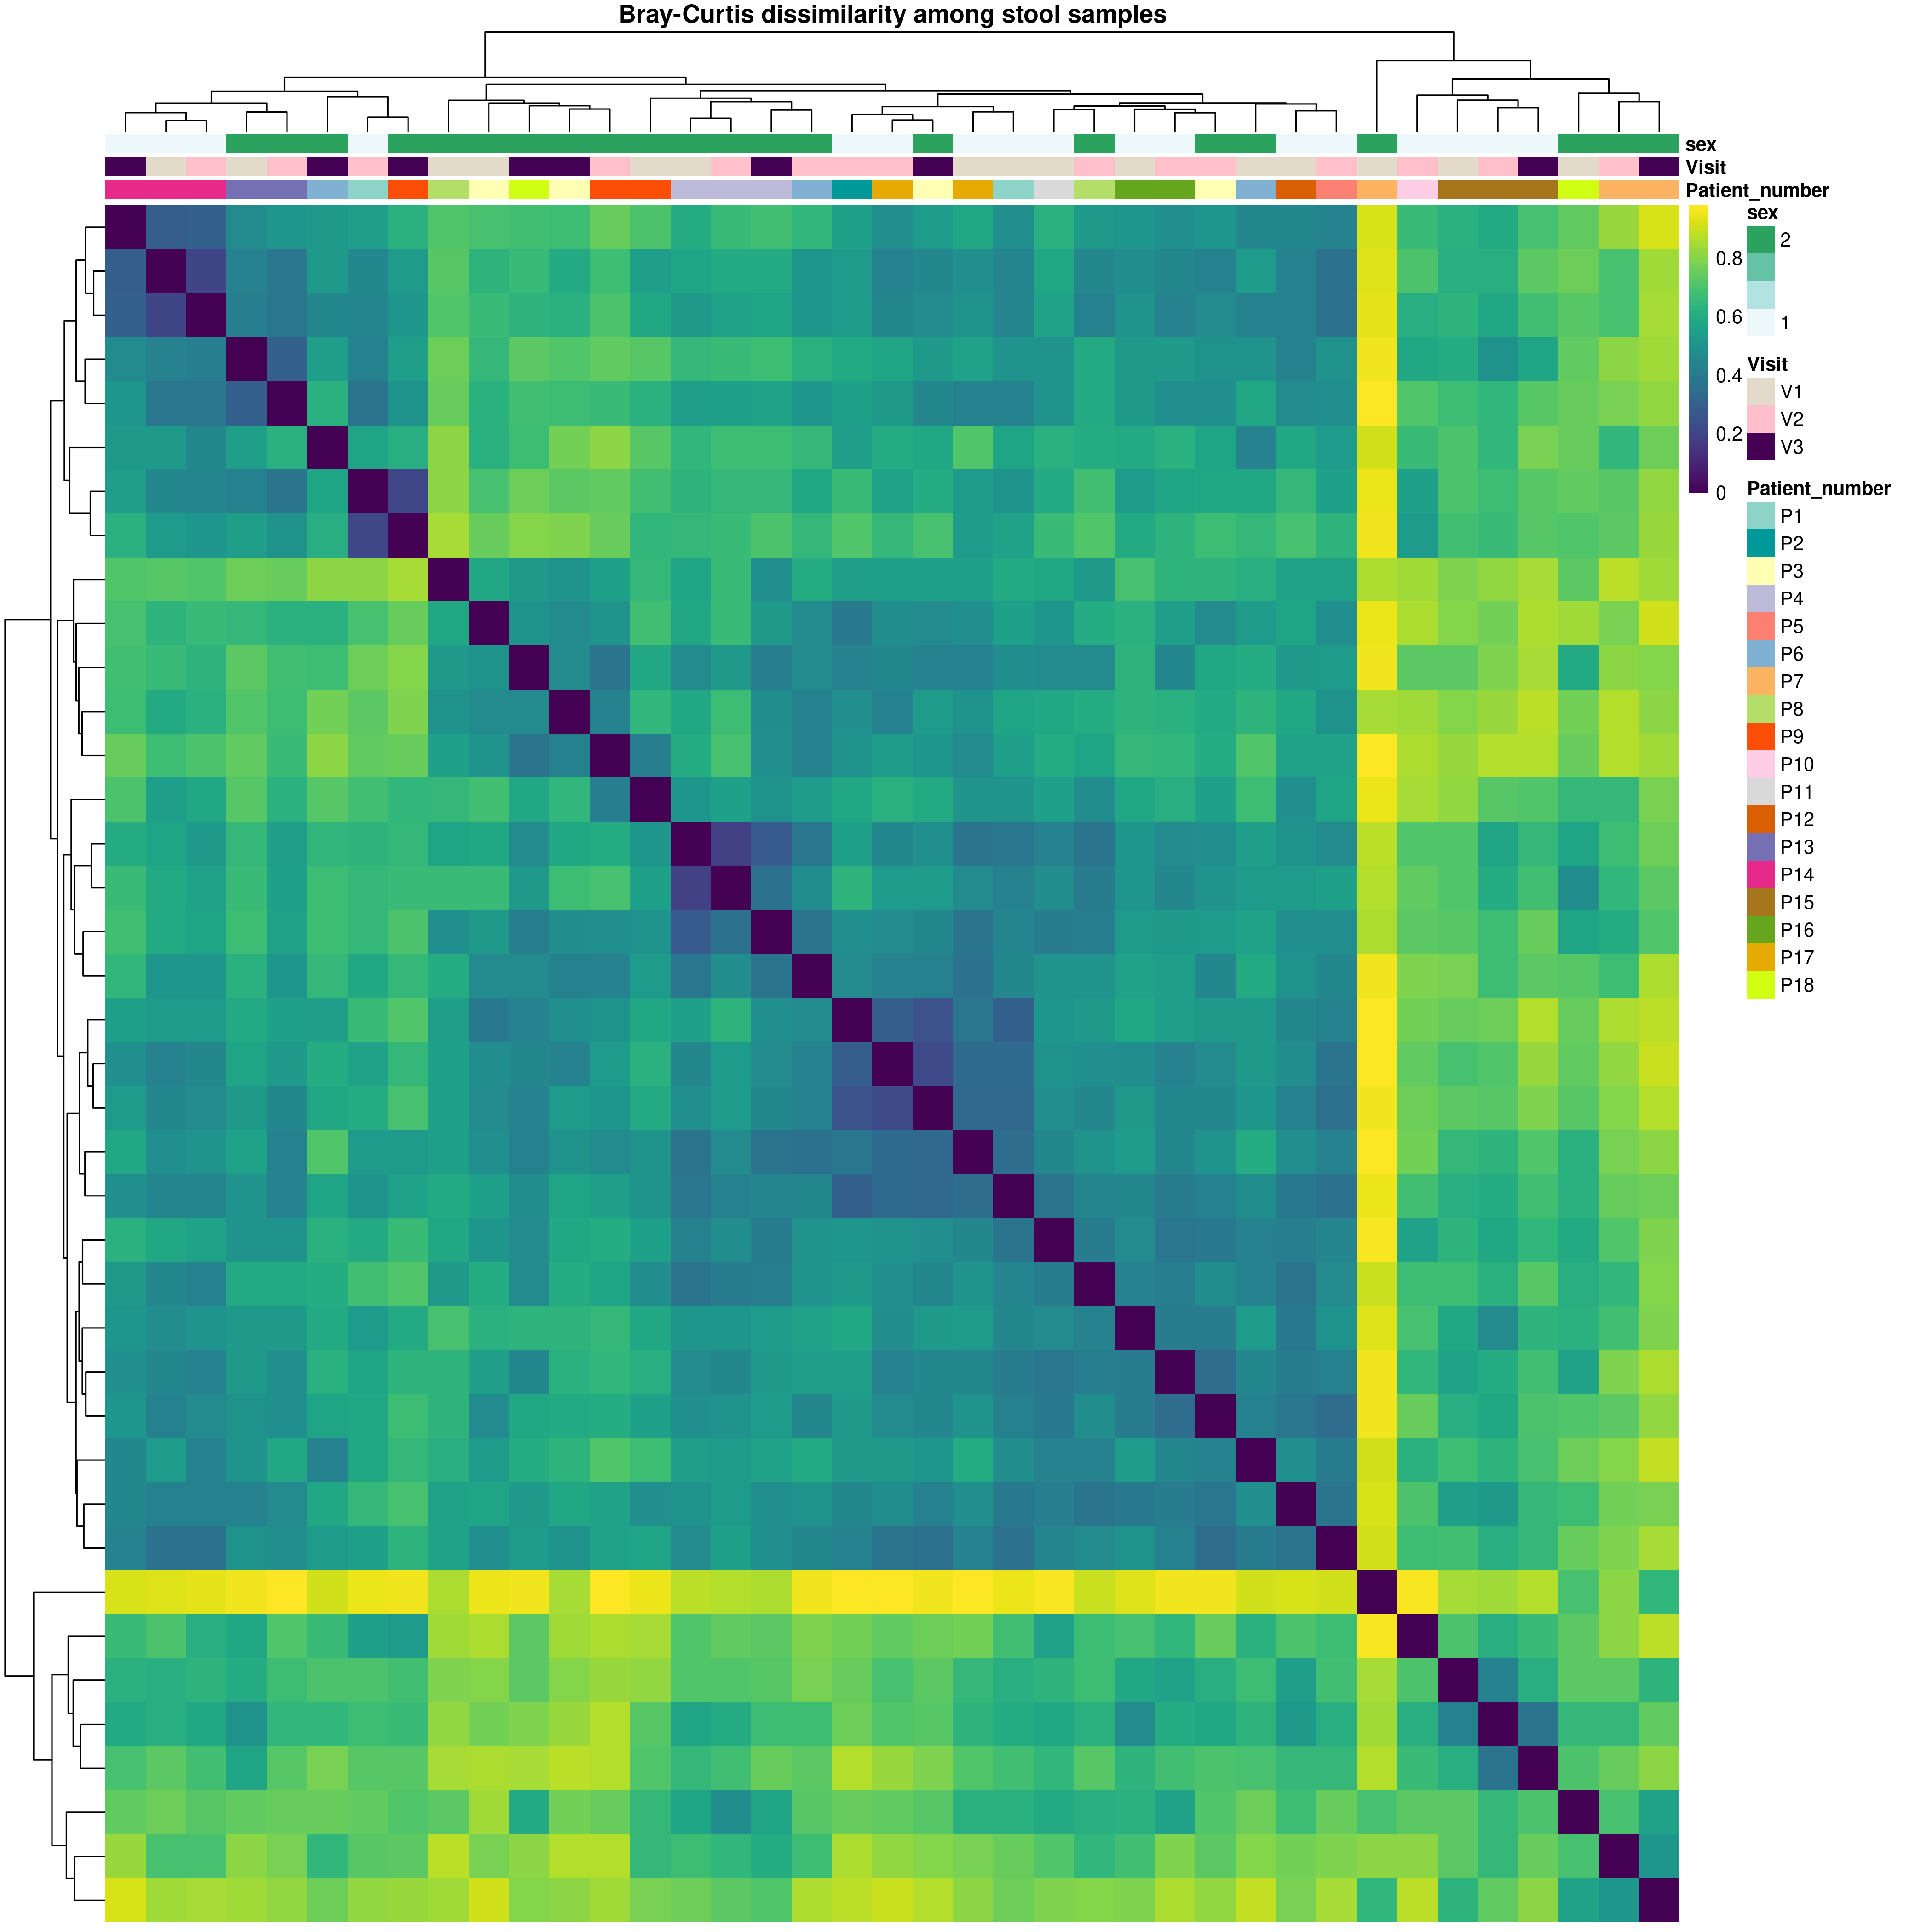 Bray-Curtis dissimilarity among stool samples
sex
Visit
Patient_number
0.8
0.6
0.4
0.2
0
sex
2
1
Visit
V1
V2
V3
Patient_number
P1
P2
P3
P4
P5
P6
P7
P8
P9
P10
P11
P12
P13
P14
P15
P16
P17
P18